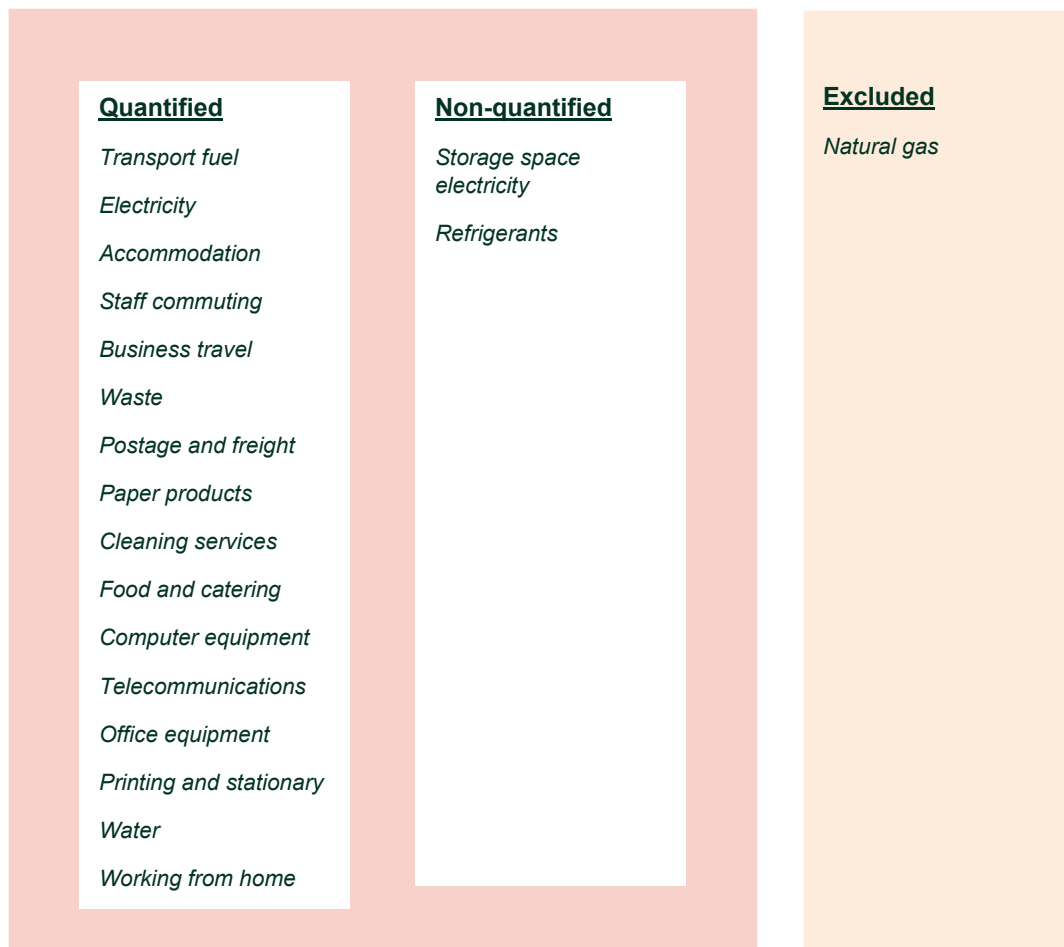 Quantified
Transport fuel
Electricity
Accommodation
Staff commuting
Business travel
Waste
Postage and freight
Paper products
Cleaning services
Food and catering
Computer equipment
Telecommunications
Office equipment
Printing and stationary
Water
Working from home
Non-quantified
Storage space
electricity
Refrigerants
Excluded
Natural gas